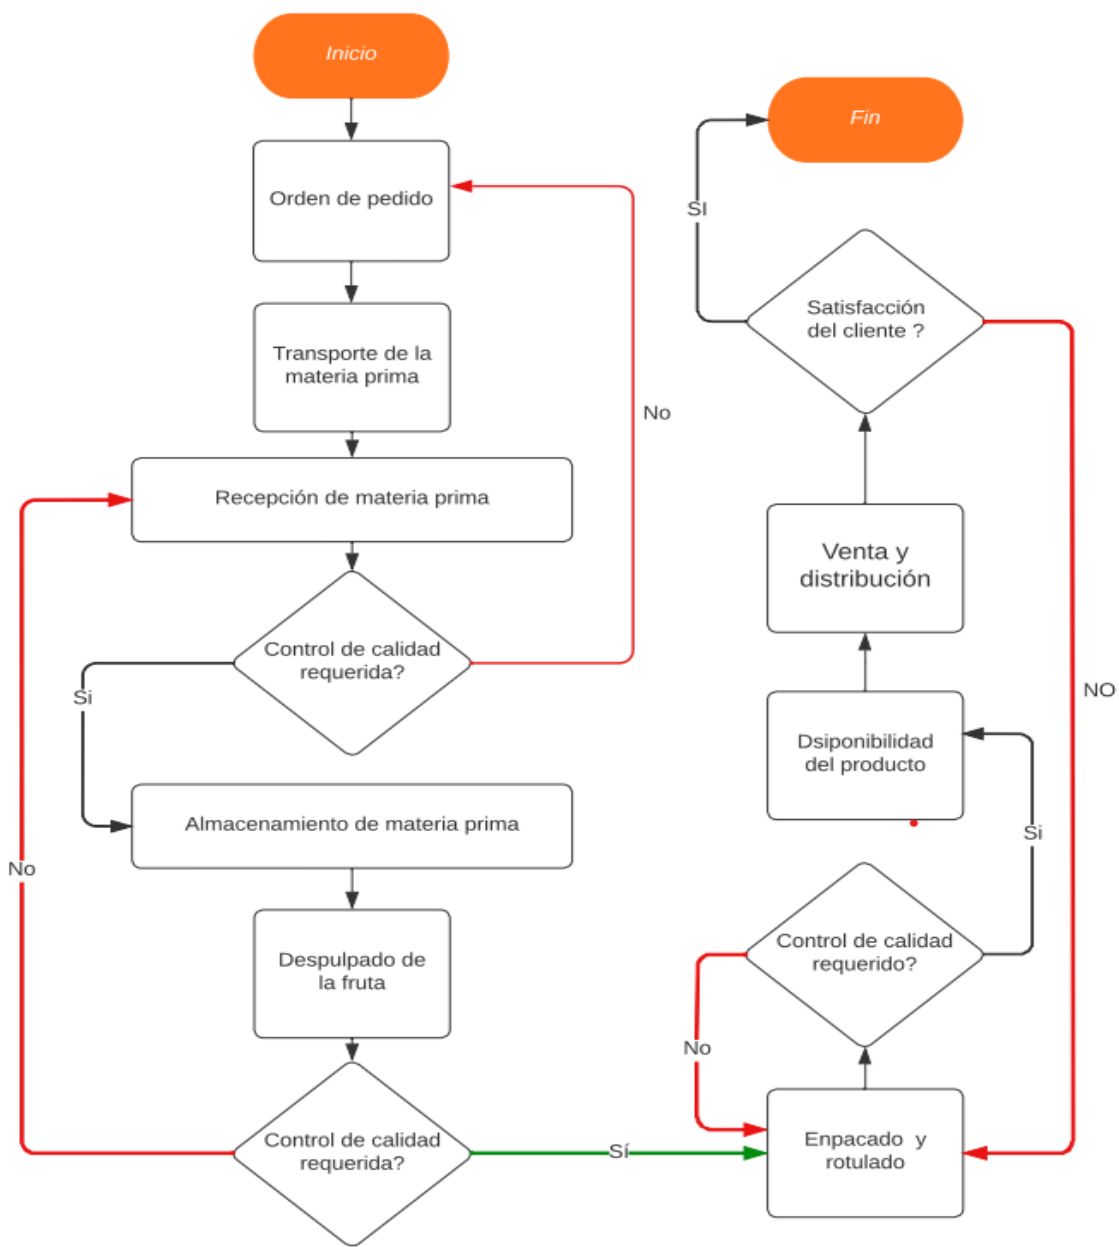 Inicio
Orden de pedido
Transporte de la
materia prima
No
Recepción de materia prima
Control de calidad
requerida?
Si
Almacenamiento de materia prima
No
Despulpado de
la fruta
Control de calidad
requerida?
Sí
Fin
SI
Satisfacción
del cliente ?
NO
Venta y
distribución
Dsiponibilidad
del producto
Si
Control de calidad
requerido?
No
Enpacado y
rotulado